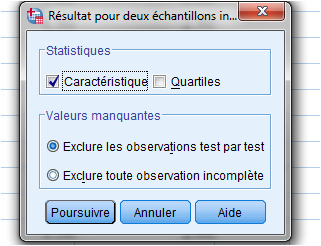 Résultat pour deux échantillons in...
Statistiques
Caractéristique
Quartiles
Valeurs manquantes
Exclure les observations test par test
Exclure toute observation incomplète
Poursuivre
Annuler
Aide